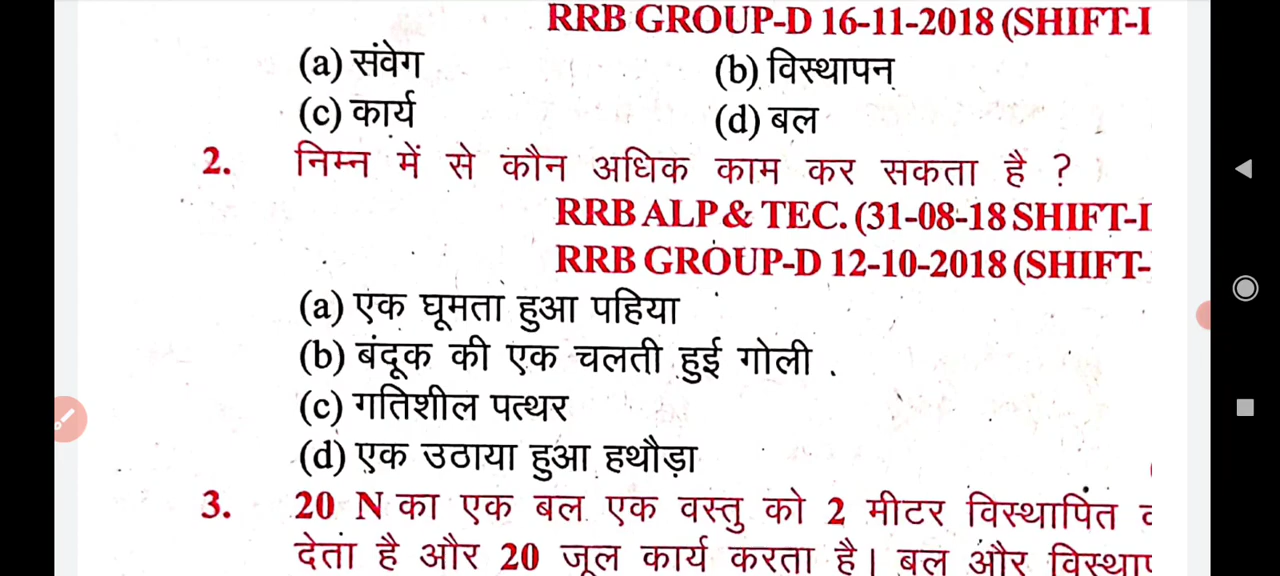 RRB GROUP-D 16-11-2018 (SHIFT-I
(a) संवेग (b) विस्थापन
(c) कार्य (d) बल
2. निम्न में से कौन अधिक काम कर सकता है ?
RRB ALP & TEC. (31-08-18 SHIFT-I
RRB GROUP-D 12-10-2018 (SHIFT-
(a) एक घूमता हुआ पहिया
(b) बंदूक की एक चलती हुई गोली .
(c) गतिशील पत्थर
(d) एक उठाया हुआ हथौड़ा
3. 20 N का एक बल एक वस्तु को 2 मीटर विस्थापित
देता है और 20 जूल कार्य करता है। बल और